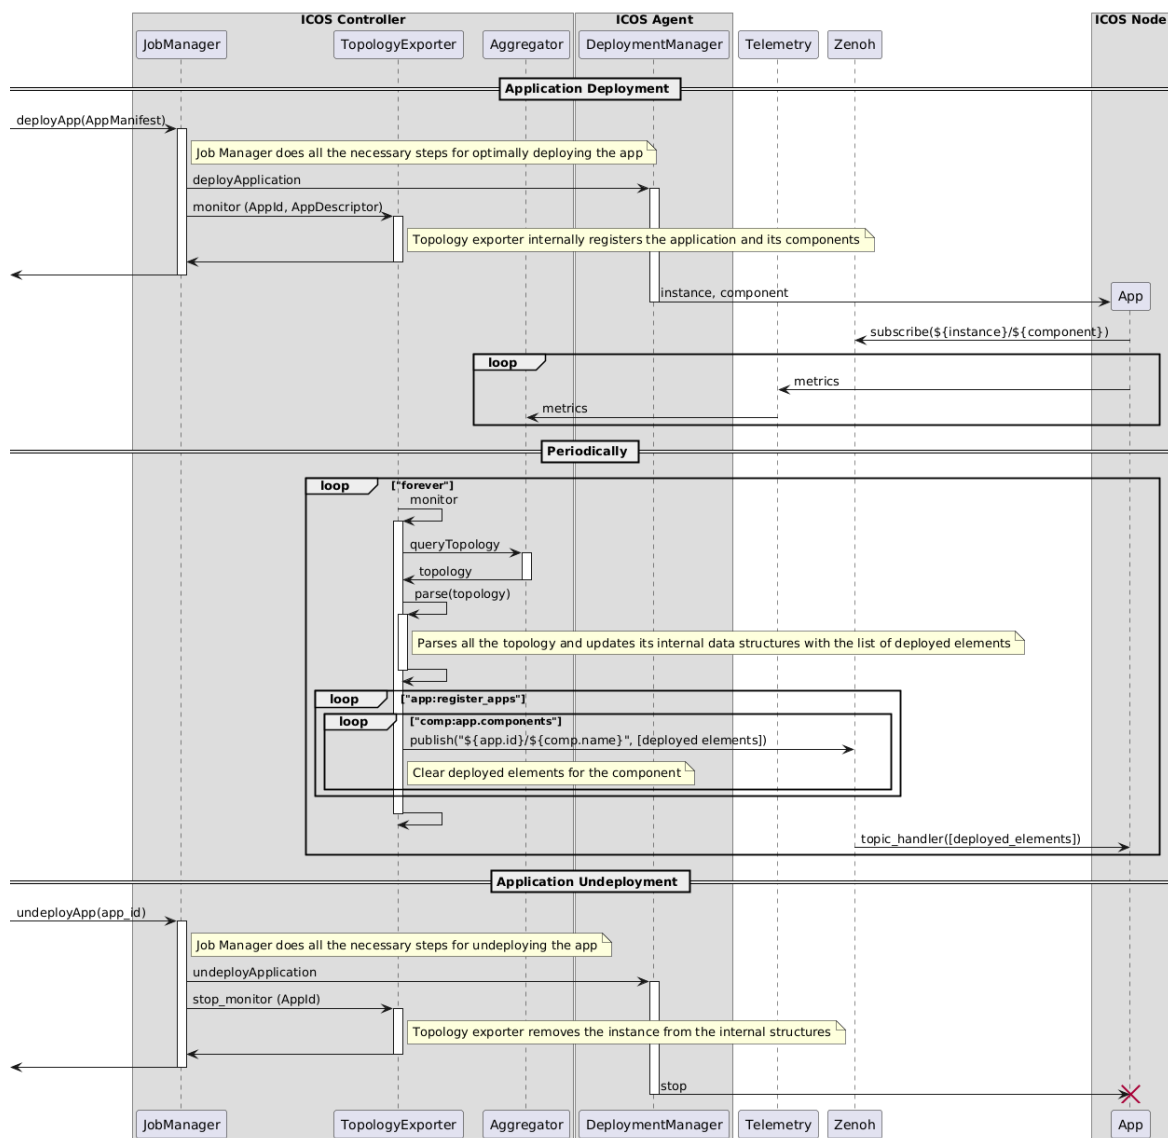 ICOS Controller
ICOS Agent
ICOS Node
JobManager
TopologyExporter
Aggregator
DeploymentManager
Telemetry
Zenoh
Application Deployment
deployApp(AppManifest)
Job Manager does all the necessary steps for optimally deploying the app
deployApplication
monitor (AppId, AppDescriptor)
Topology exporter internally registers the application and its components
instance, component
App
subscribe(${instance}/${component})
loop
metrics
metrics
Periodically
loop ["forever"]
monitor
queryTopology
topology
parse(topology)
Parses all the topology and updates its internal data structures with the list of deployed elements
loop ["app:register_apps"]
loop ["comp:app.components"]
publish("${app.id}/${comp.name}", [deployed elements])
Clear deployed elements for the component
topic_handler([deployed_elements])
Application Undeployment
undeployApp(app_id)
Job Manager does all the necessary steps for undeploying the app
undeployApplication
stop_monitor (AppId)
Topology exporter removes the instance from the internal structures
stop
JobManager
TopologyExporter
Aggregator
DeploymentManager
Telemetry
Zenoh
App